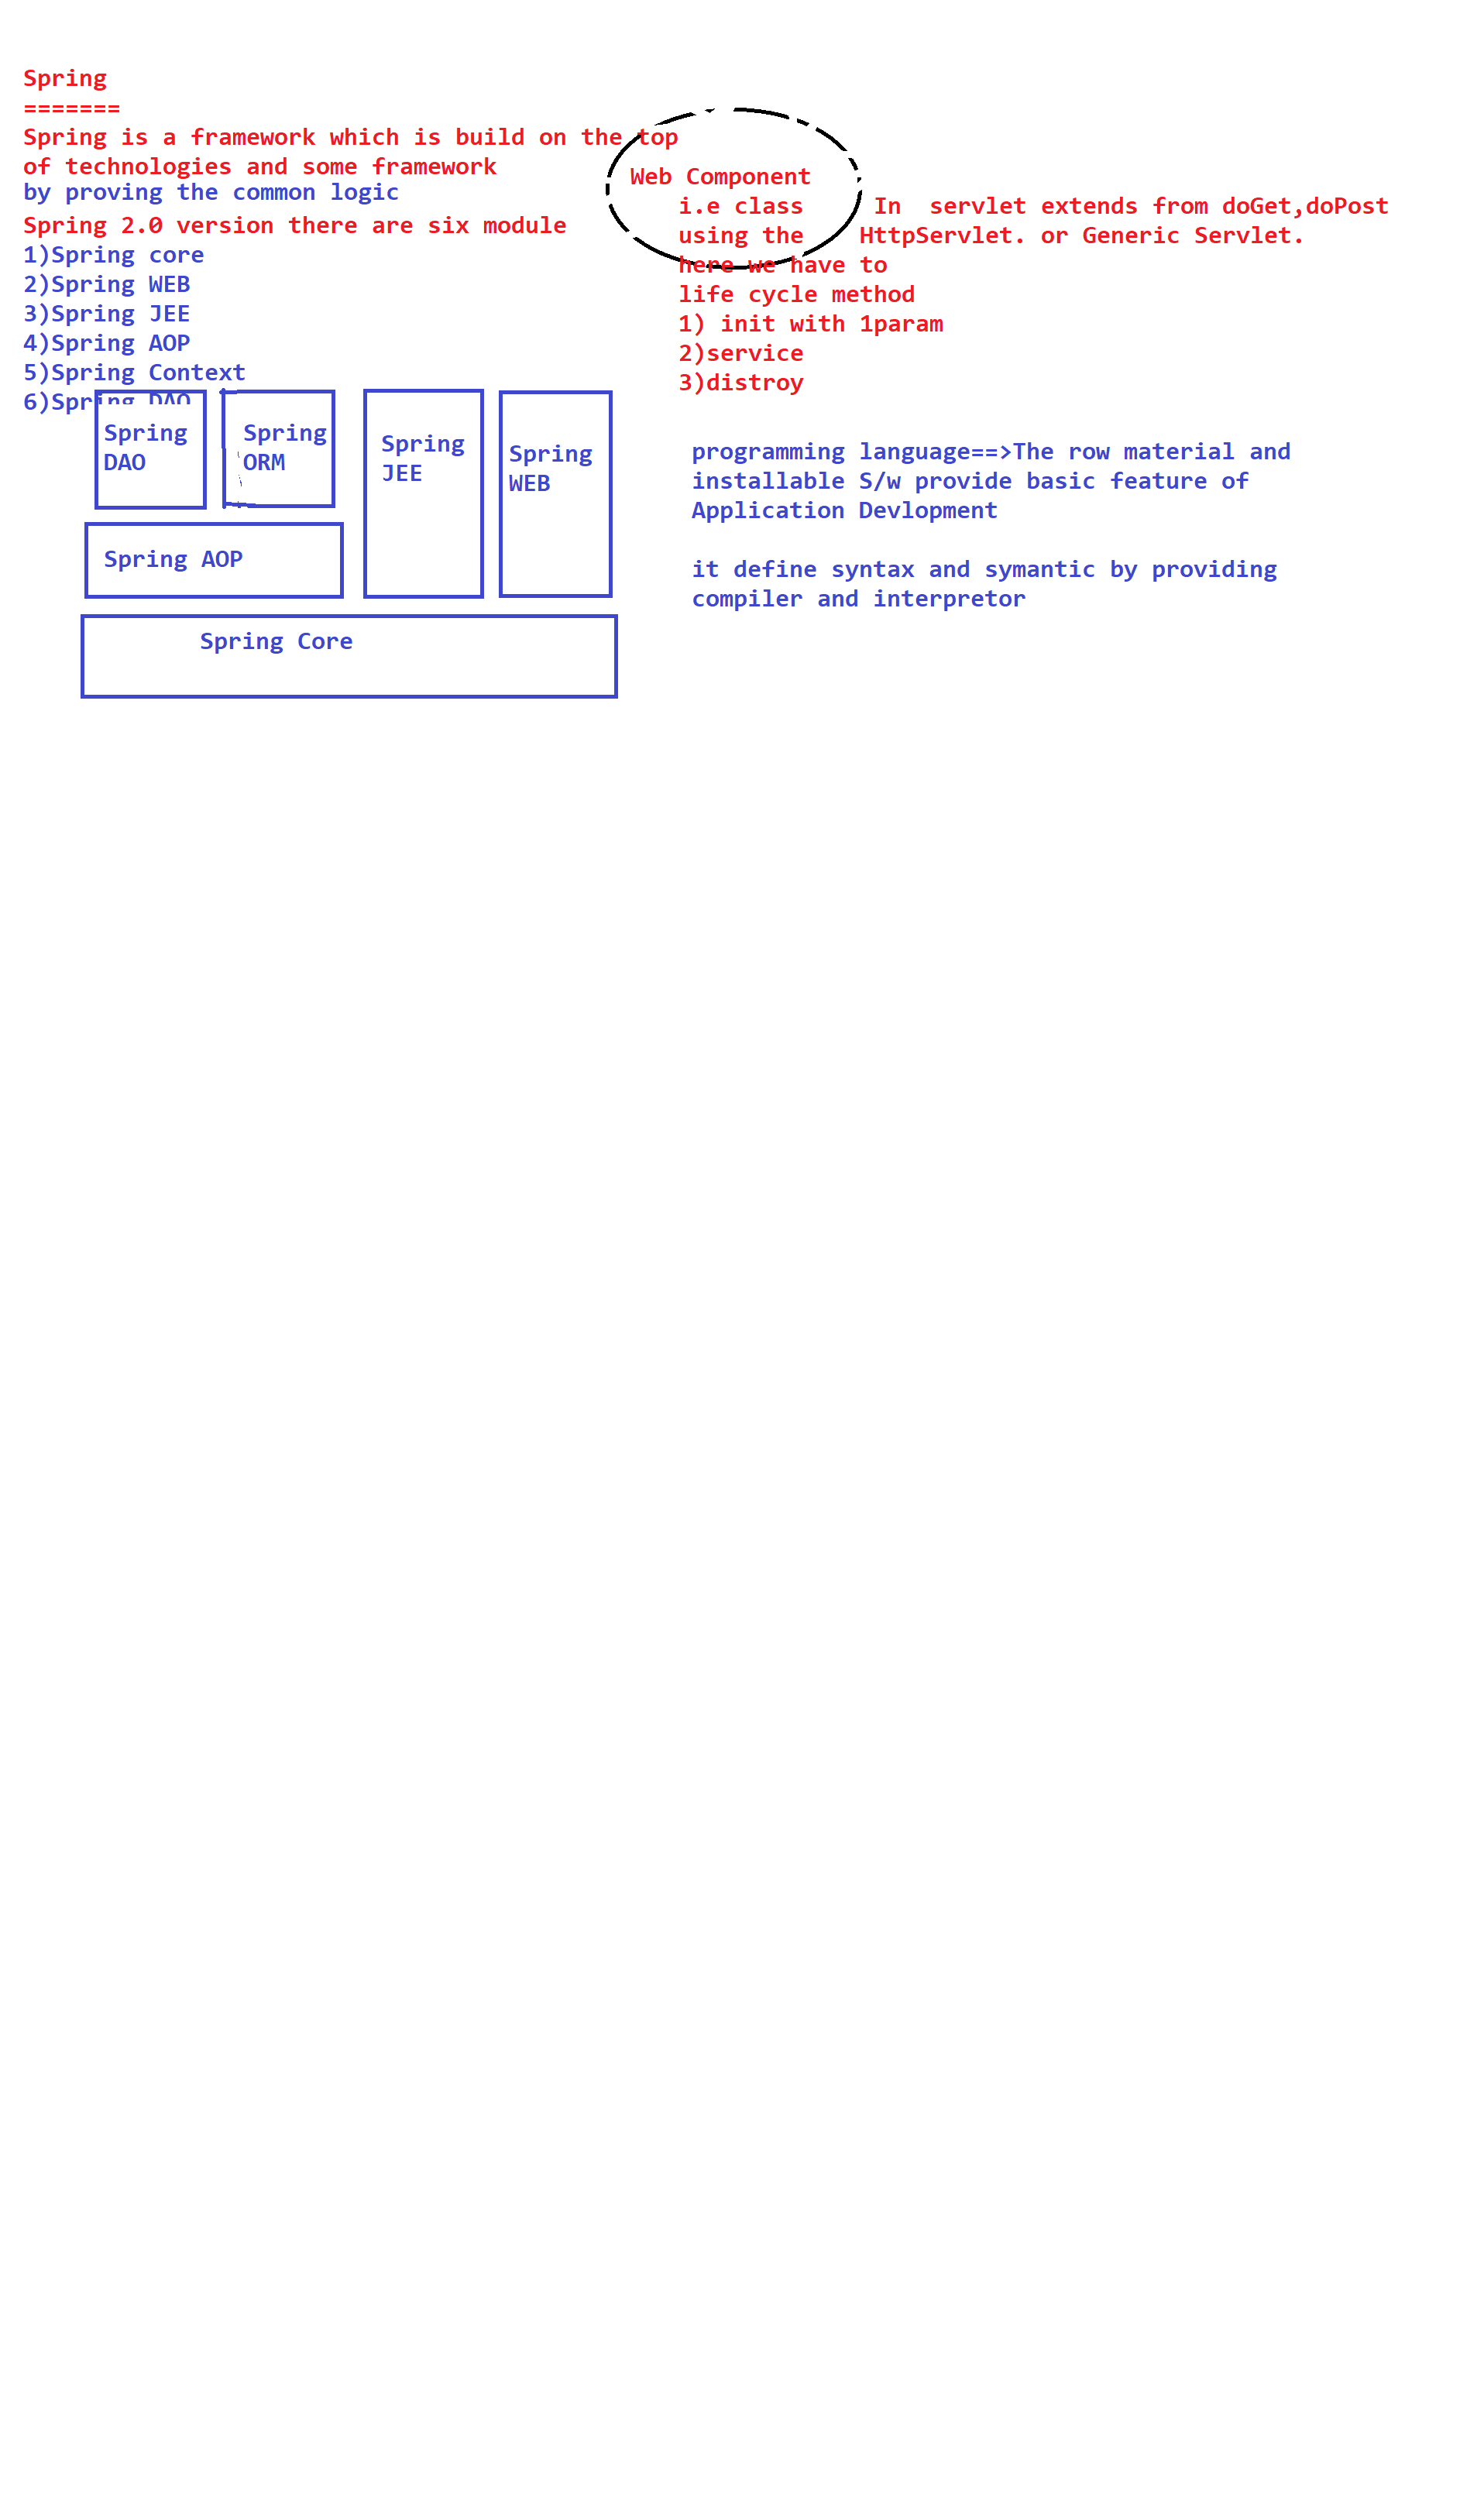 Spring
=======
Spring is a framework which is build on the top
of technologies and some framework
by proving the common logic
Spring 2.0 version there are six module
1)Spring core
2)Spring WEB
3)Spring JEE
4)Spring AOP
5)Spring Context
6)Spring DAO
Spring
DAO
Spring
ORM
Spring
JEE
Spring
WEB
Spring AOP
Spring Core
Web Component
i.e class
using the
here we have to
life cycle method
1) init with 1param
2)service
3)distroy
In  servlet extends from doGet,doPost
HttpServlet. or Generic Servlet.
programming language==>The row material and
installable S/w provide basic feature of
Application Devlopment
it define syntax and symantic by providing
compiler and interpretor